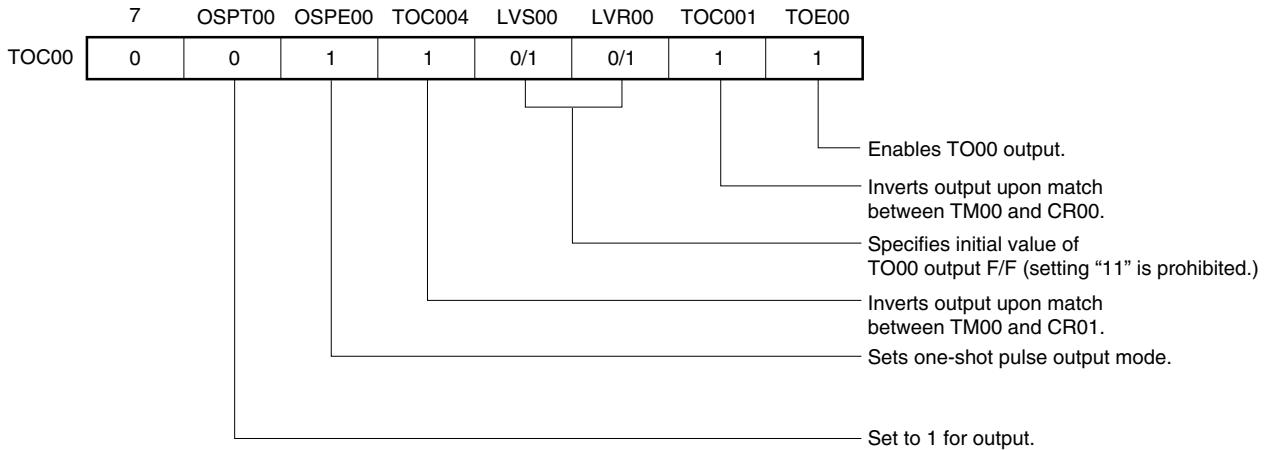 7 OSPT00 OSPE00 TOC004 LVS00 LVR00 TOC001 TOE00
TOC00 0 0 1 1 0/1 0/1 1 1
Enables TO00 output.
Inverts output upon match
between TM00 and CR00.
Specifies initial value of
TO00 output F/F (setting “11” is prohibited.)
Inverts output upon match
between TM00 and CR01.
Sets one-shot pulse output mode.
Set to 1 for output.